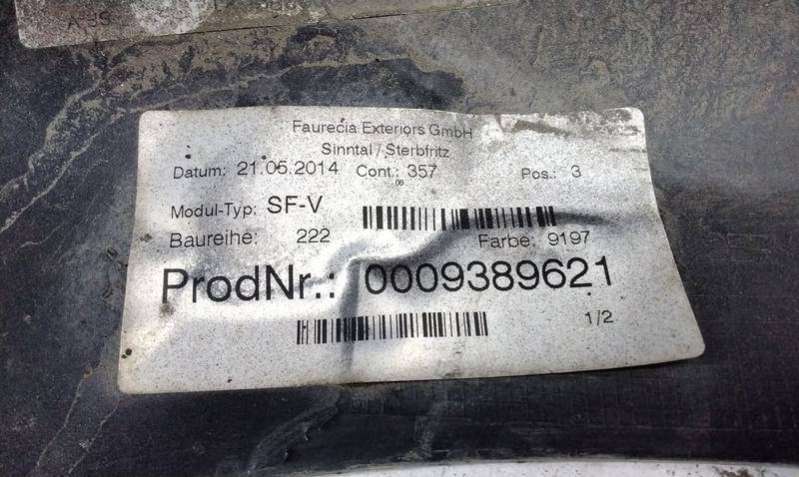 Faurecia Exteriors GmbH
Sinntal / Sterbfritz
Datum: 21.05.2014 Cont.: 357 Pos.: 3
Modul-Typ: SF-V
Baureihe: 222 Farbe: 9197
ProdNr.: 0009389621
1/2